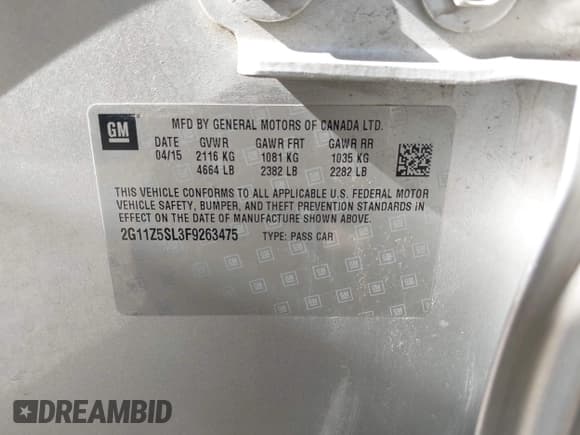 GM
MFD BY GENERAL MOTORS OF CANADA LTD.
DATE GVWR GAWR FRT GAWR RR
04/15 2116 KG 1081 KG 1035 KG
4664 LB 2382 LB 2282 LB
THIS VEHICLE CONFORMS TO ALL APPLICABLE U.S. FEDERAL MOTOR
VEHICLE SAFETY, BUMPER, AND THEFT PREVENTION STANDARDS IN
EFFECT ON THE DATE OF MANUFACTURE SHOWN ABOVE.
2G11Z5SL3F9263475 TYPE: PASS CAR
DREAMBID